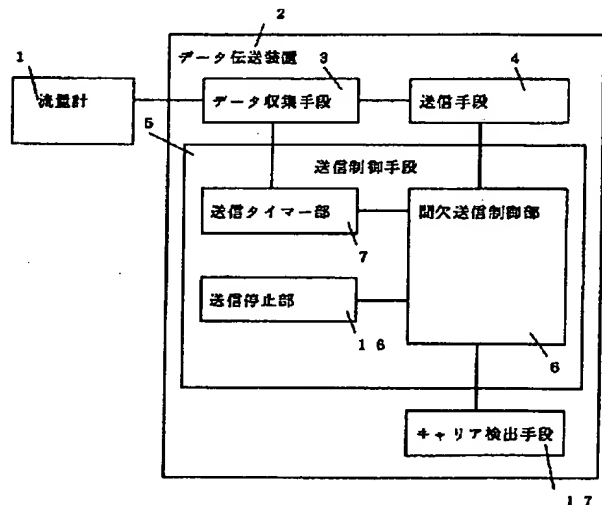 2
データ伝送装置
1
3
4
流量計
データ収集手段
送信手段
5
送信制御手段
送信タイマー部
間欠送信制御部
7
送信停止部
16
6
キャリア検出手段
17